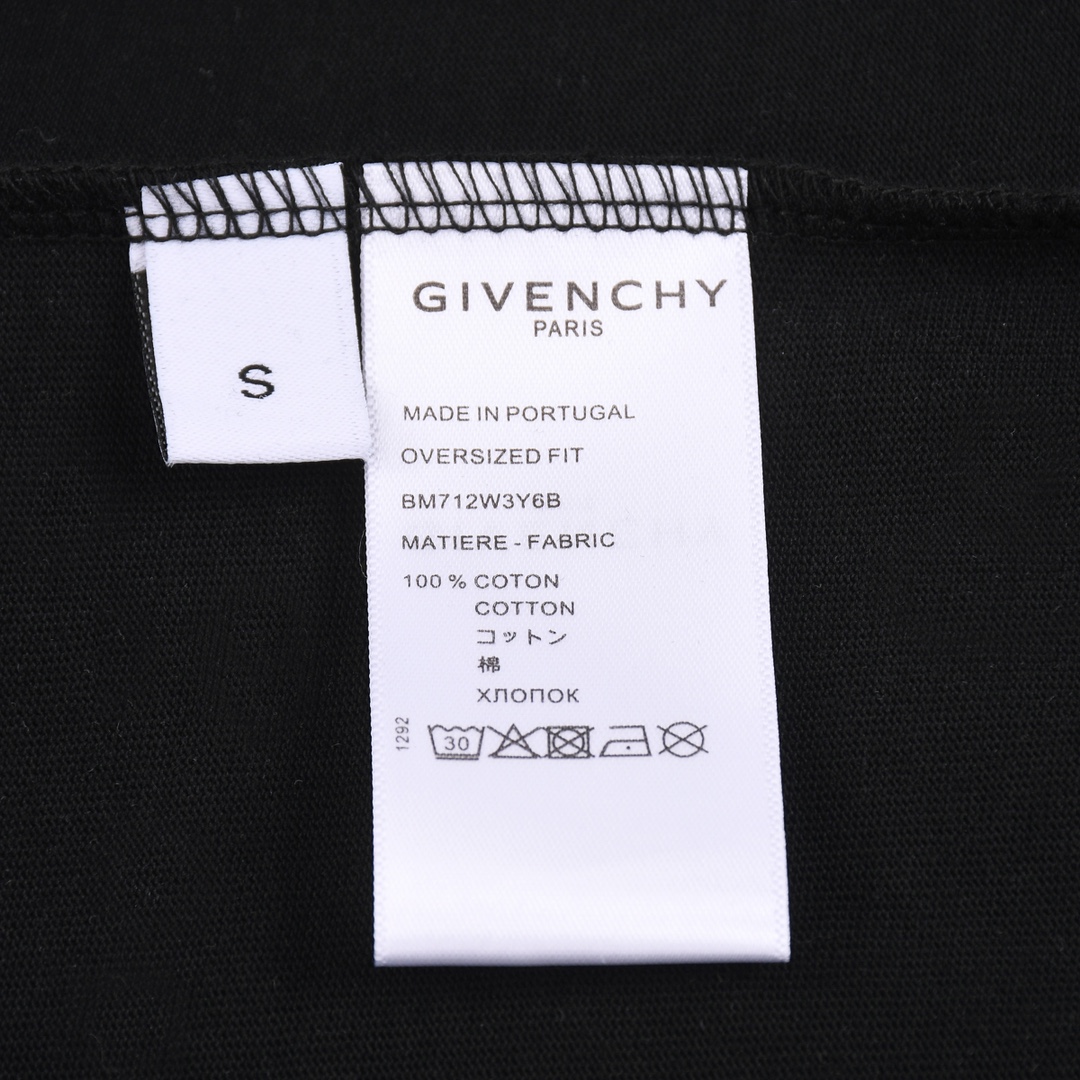 S
GIVENCHY
PARIS
MADE IN PORTUGAL
OVERSIZED FIT
BM712W3Y6B
MATIERE - FABRIC
100 % COTON
COTTON
コットン
棉
ХЛОПОК
1292
30